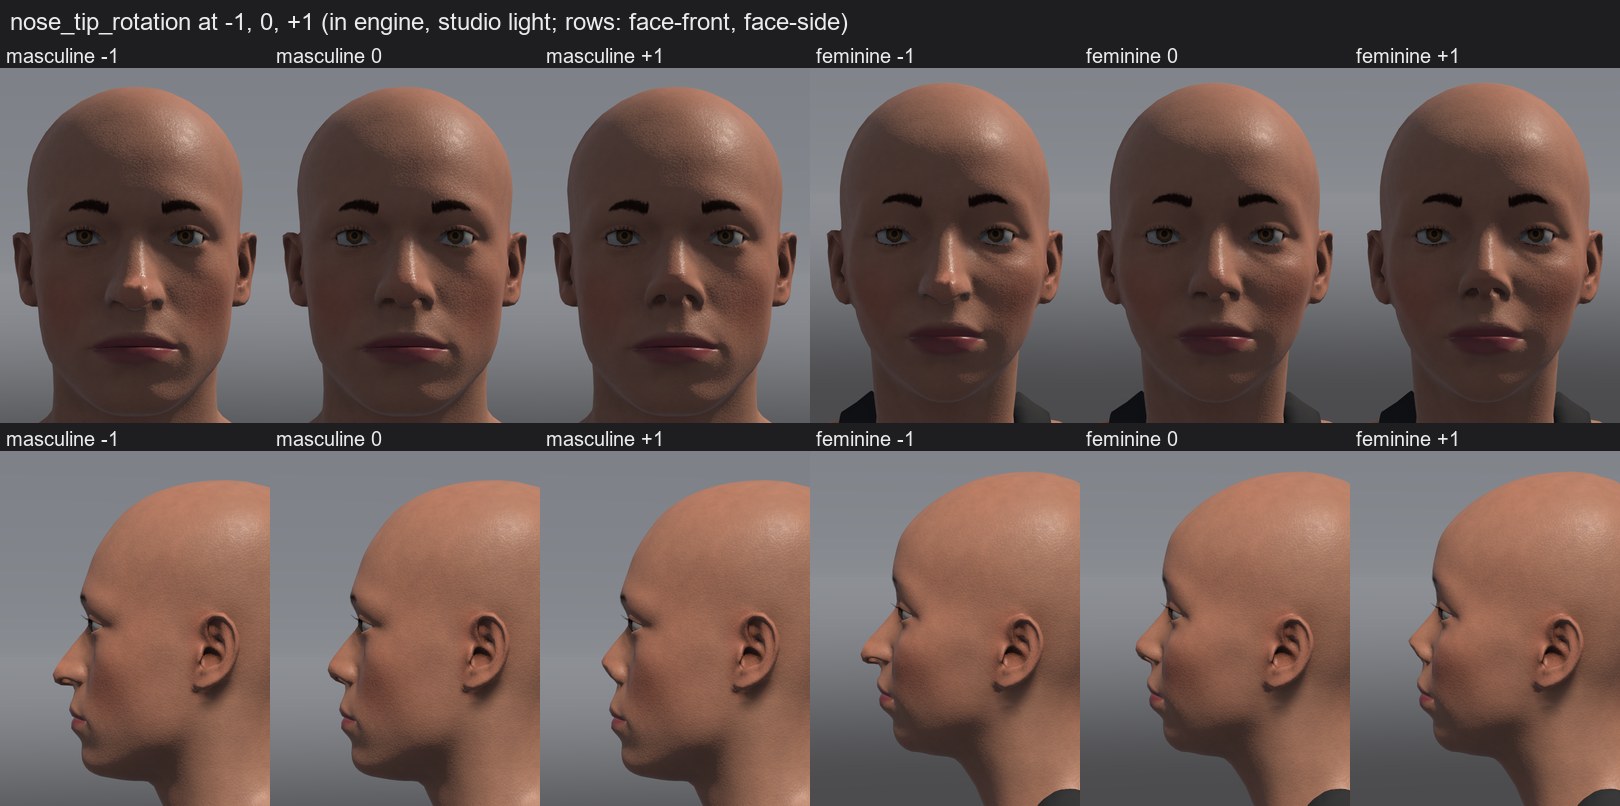 nose_tip_rotation at -1, 0, +1 (in engine, studio light; rows: face-front, face-side)
masculine -1
masculine 0
masculine +1
feminine -1
feminine 0
feminine +1
masculine -1
masculine 0
masculine +1
feminine -1
feminine 0
feminine +1